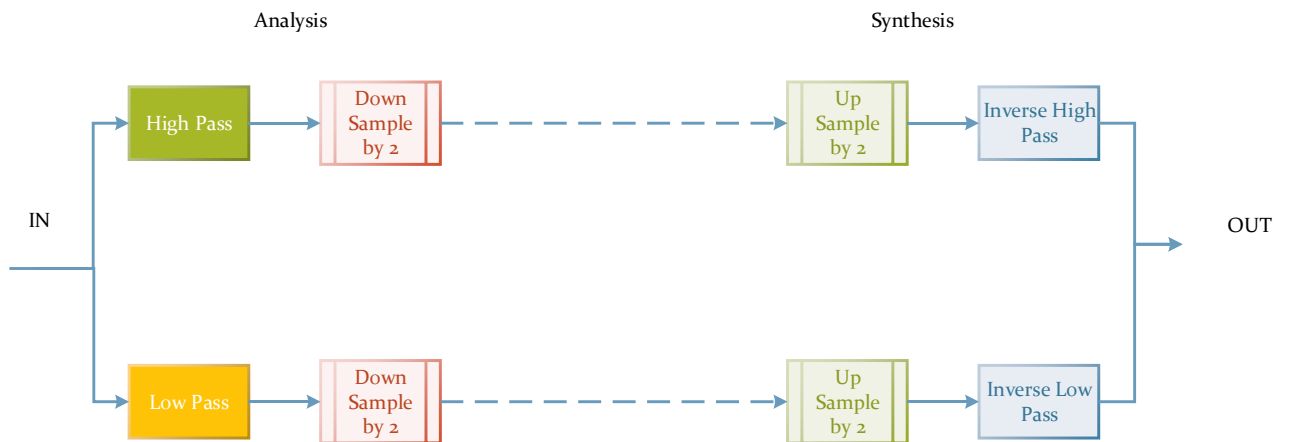 Analysis
Synthesis
High Pass
Down
Sample
by 2
Up
Sample
by 2
Inverse High
Pass
IN
OUT
Low Pass
Down
Sample
by 2
Up
Sample
by 2
Inverse Low
Pass